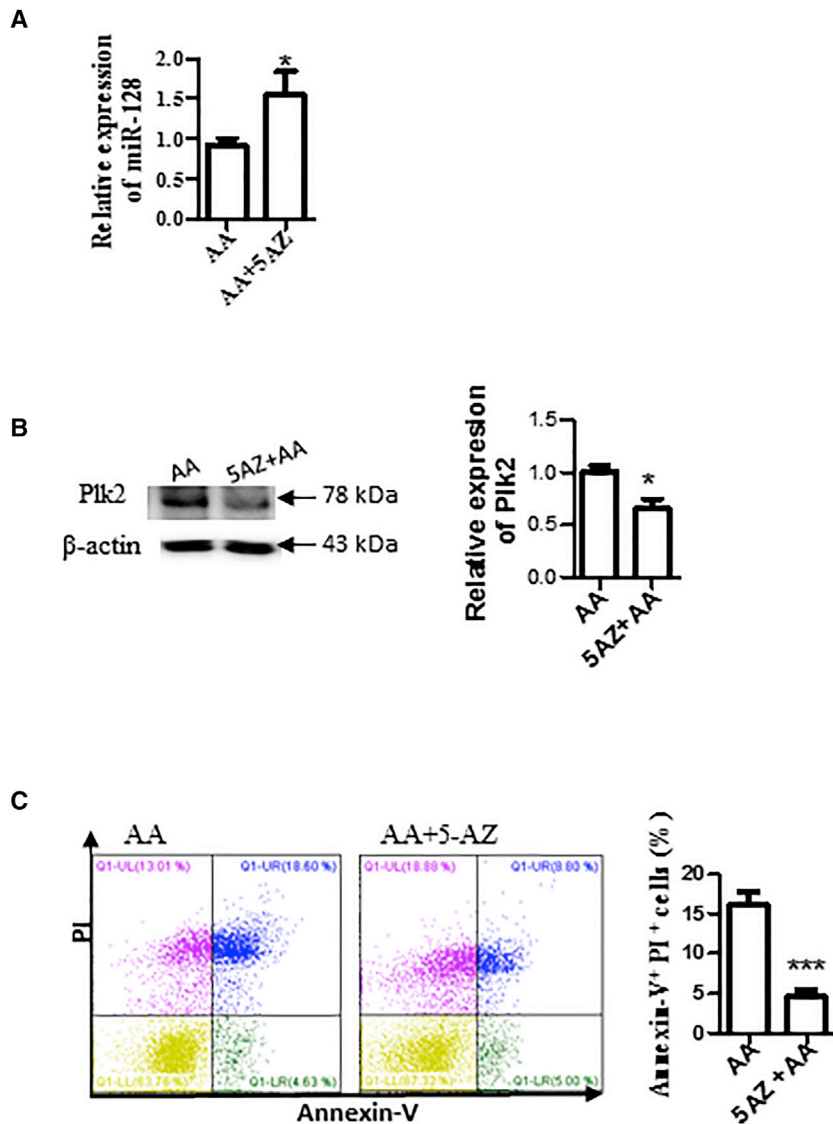 A
Relative expression
of miR-128
2.0
1.5
1.0
0.5
0.0
*
AA
AA+5AZ
B
AA
5AZ+AA
Plk2
78 kDa
β-actin
43 kDa
Relative expresion
of Plk2
1.5
1.0
0.5
0.0
*
AA
5AZ+AA
C
AA
AA+5-AZ
PI
Q1-UL(13.01 %)
Q1-UR(18.60 %)
Q1-LR(4.63 %)
Q1-UL(18.88 %)
Q1-UR(8.80 %)
Q1-LR(5.00 %)
Annexin-V
Annexin-V+ PI + cells (%)
20
15
10
5
0
***
AA
5AZ+AA